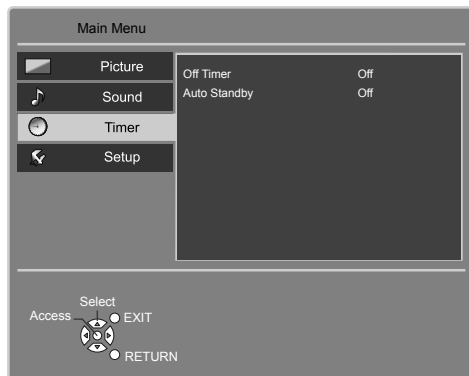 Main Menu
Picture
Sound
Timer
Setup
Off Timer Off
Auto Standby Off
Select
Access
EXIT
RETURN